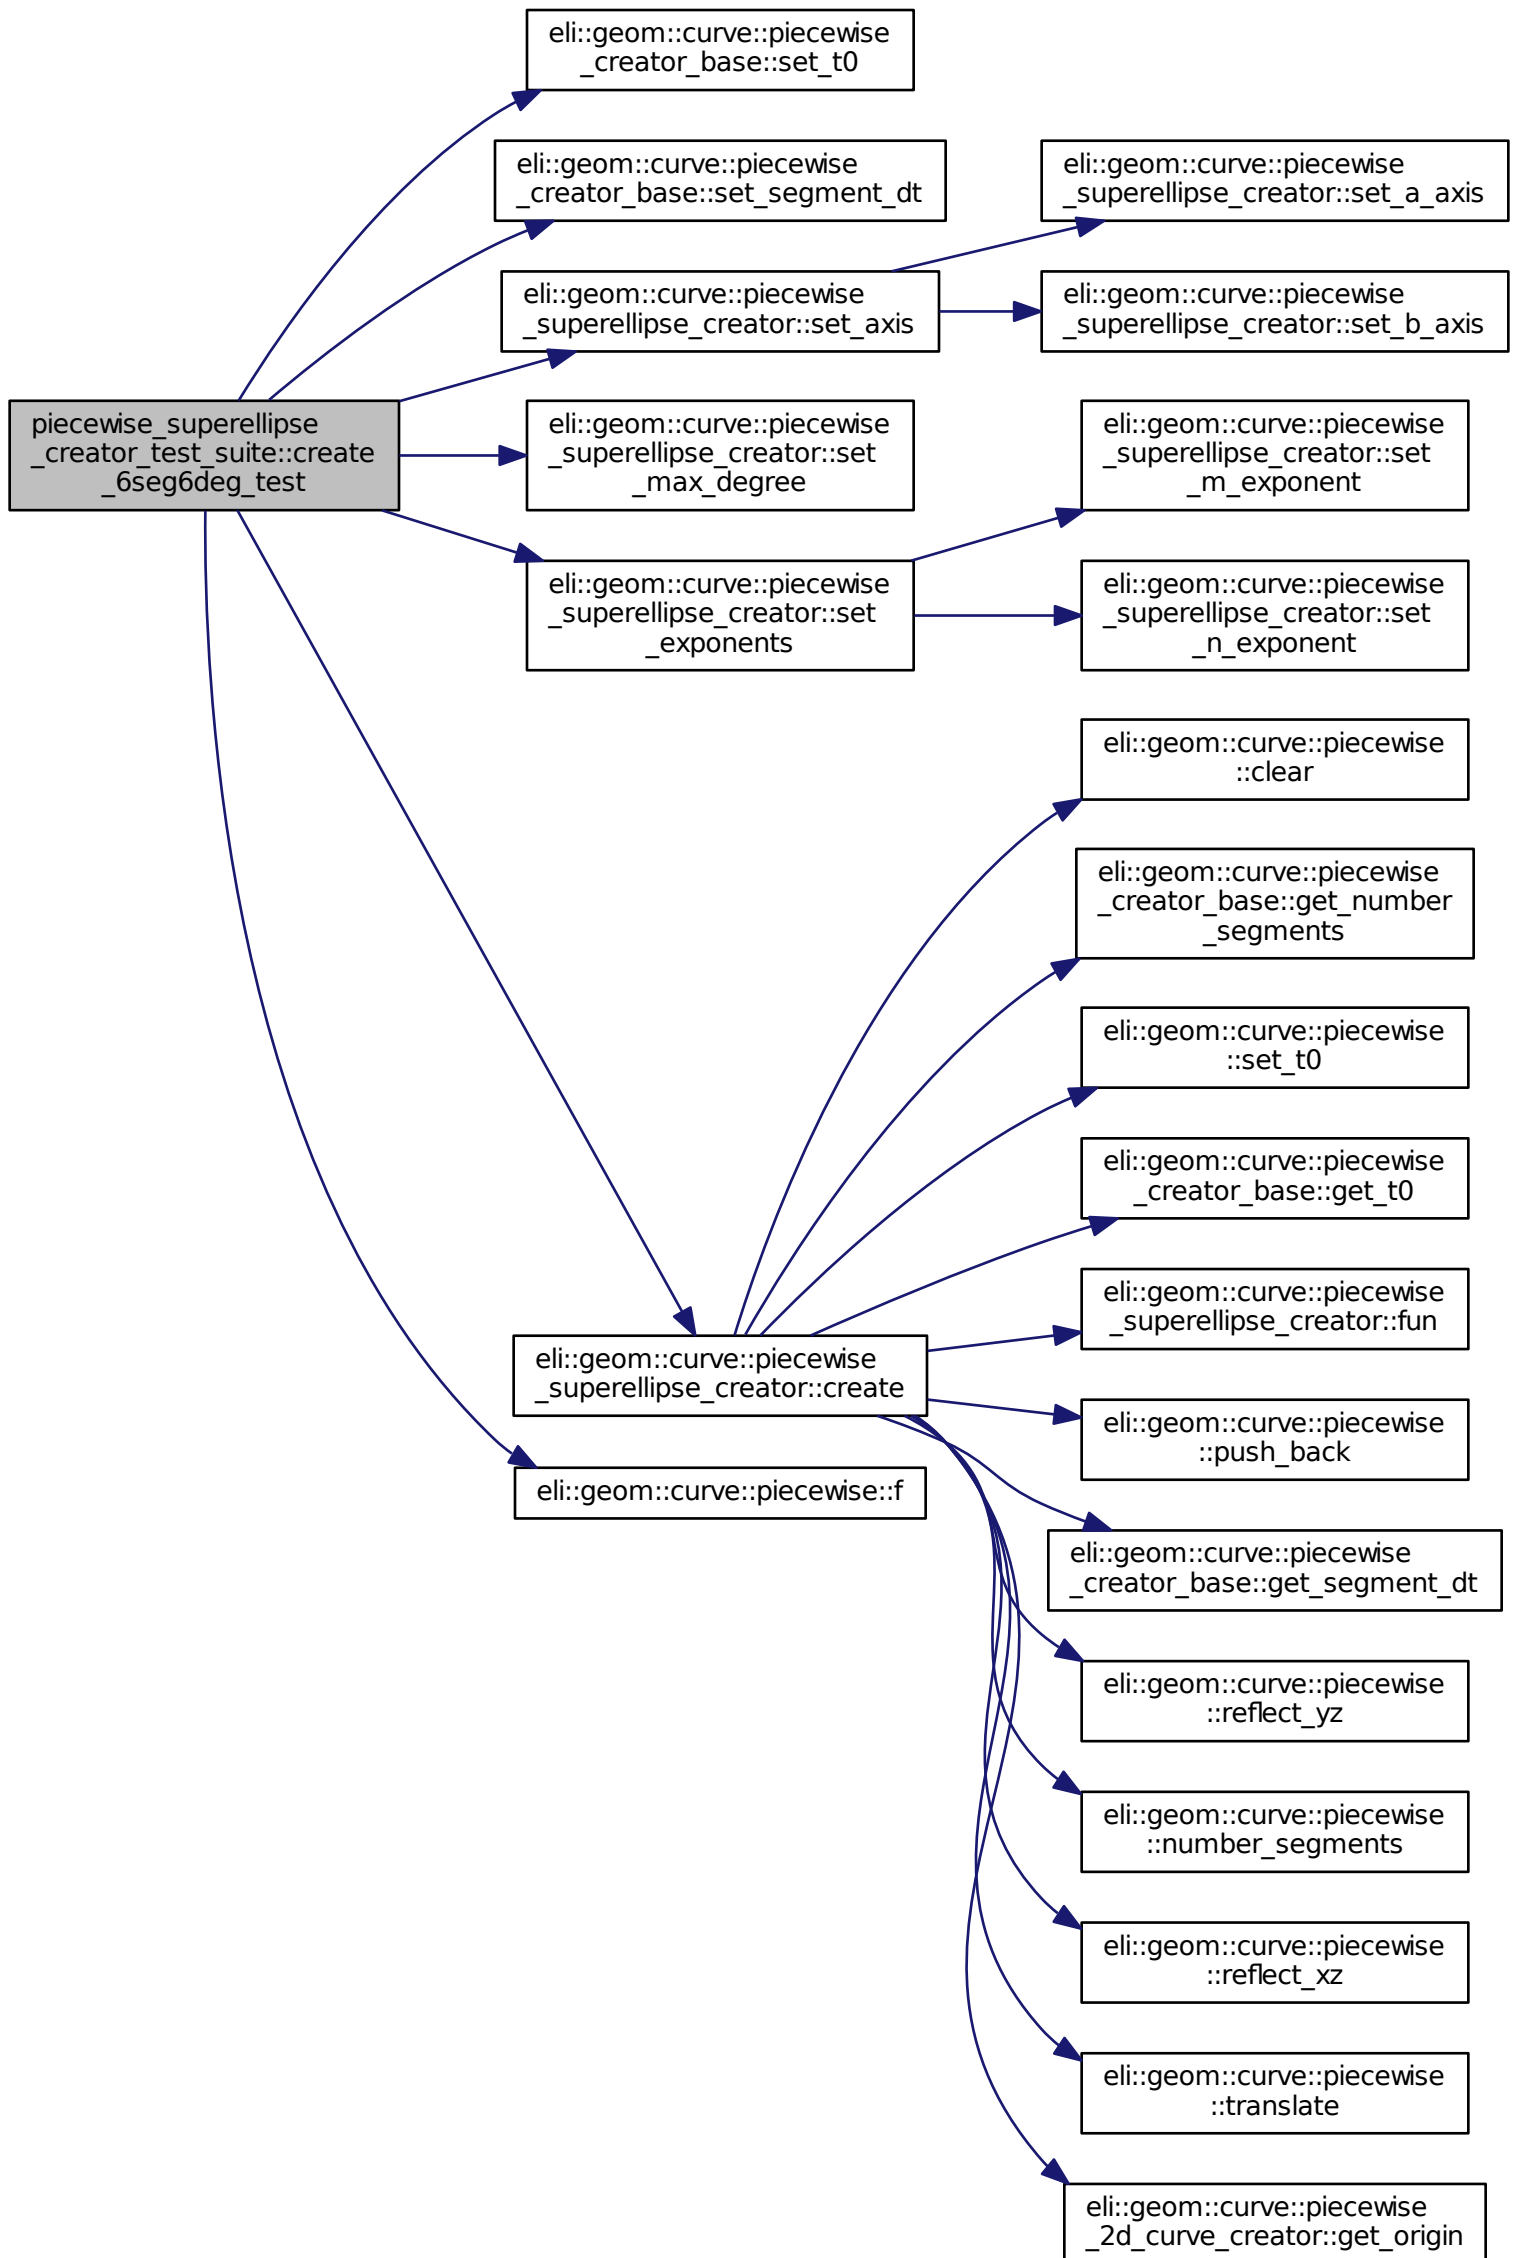 eli::geom::curve::piecewise
_creator_base::set_t0
eli::geom::curve::piecewise
_creator_base::set_segment_dt
eli::geom::curve::piecewise
_superellipse_creator::set_a_axis
eli::geom::curve::piecewise
_superellipse_creator::set_axis
eli::geom::curve::piecewise
_superellipse_creator::set_b_axis
piecewise_superellipse
_creator_test_suite::create
_6seg6deg_test
eli::geom::curve::piecewise
_superellipse_creator::set
_max_degree
eli::geom::curve::piecewise
_superellipse_creator::set
_m_exponent
eli::geom::curve::piecewise
_superellipse_creator::set
_exponents
eli::geom::curve::piecewise
_superellipse_creator::set
_n_exponent
eli::geom::curve::piecewise
::clear
eli::geom::curve::piecewise
_creator_base::get_number
_segments
eli::geom::curve::piecewise
::set_t0
eli::geom::curve::piecewise
_creator_base::get_t0
eli::geom::curve::piecewise
_superellipse_creator::fun
eli::geom::curve::piecewise
_superellipse_creator::create
eli::geom::curve::piecewise
::push_back
eli::geom::curve::piecewise::f
eli::geom::curve::piecewise
_creator_base::get_segment_dt
eli::geom::curve::piecewise
::reflect_yz
eli::geom::curve::piecewise
::number_segments
eli::geom::curve::piecewise
::reflect_xz
eli::geom::curve::piecewise
::translate
eli::geom::curve::piecewise
_2d_curve_creator::get_origin